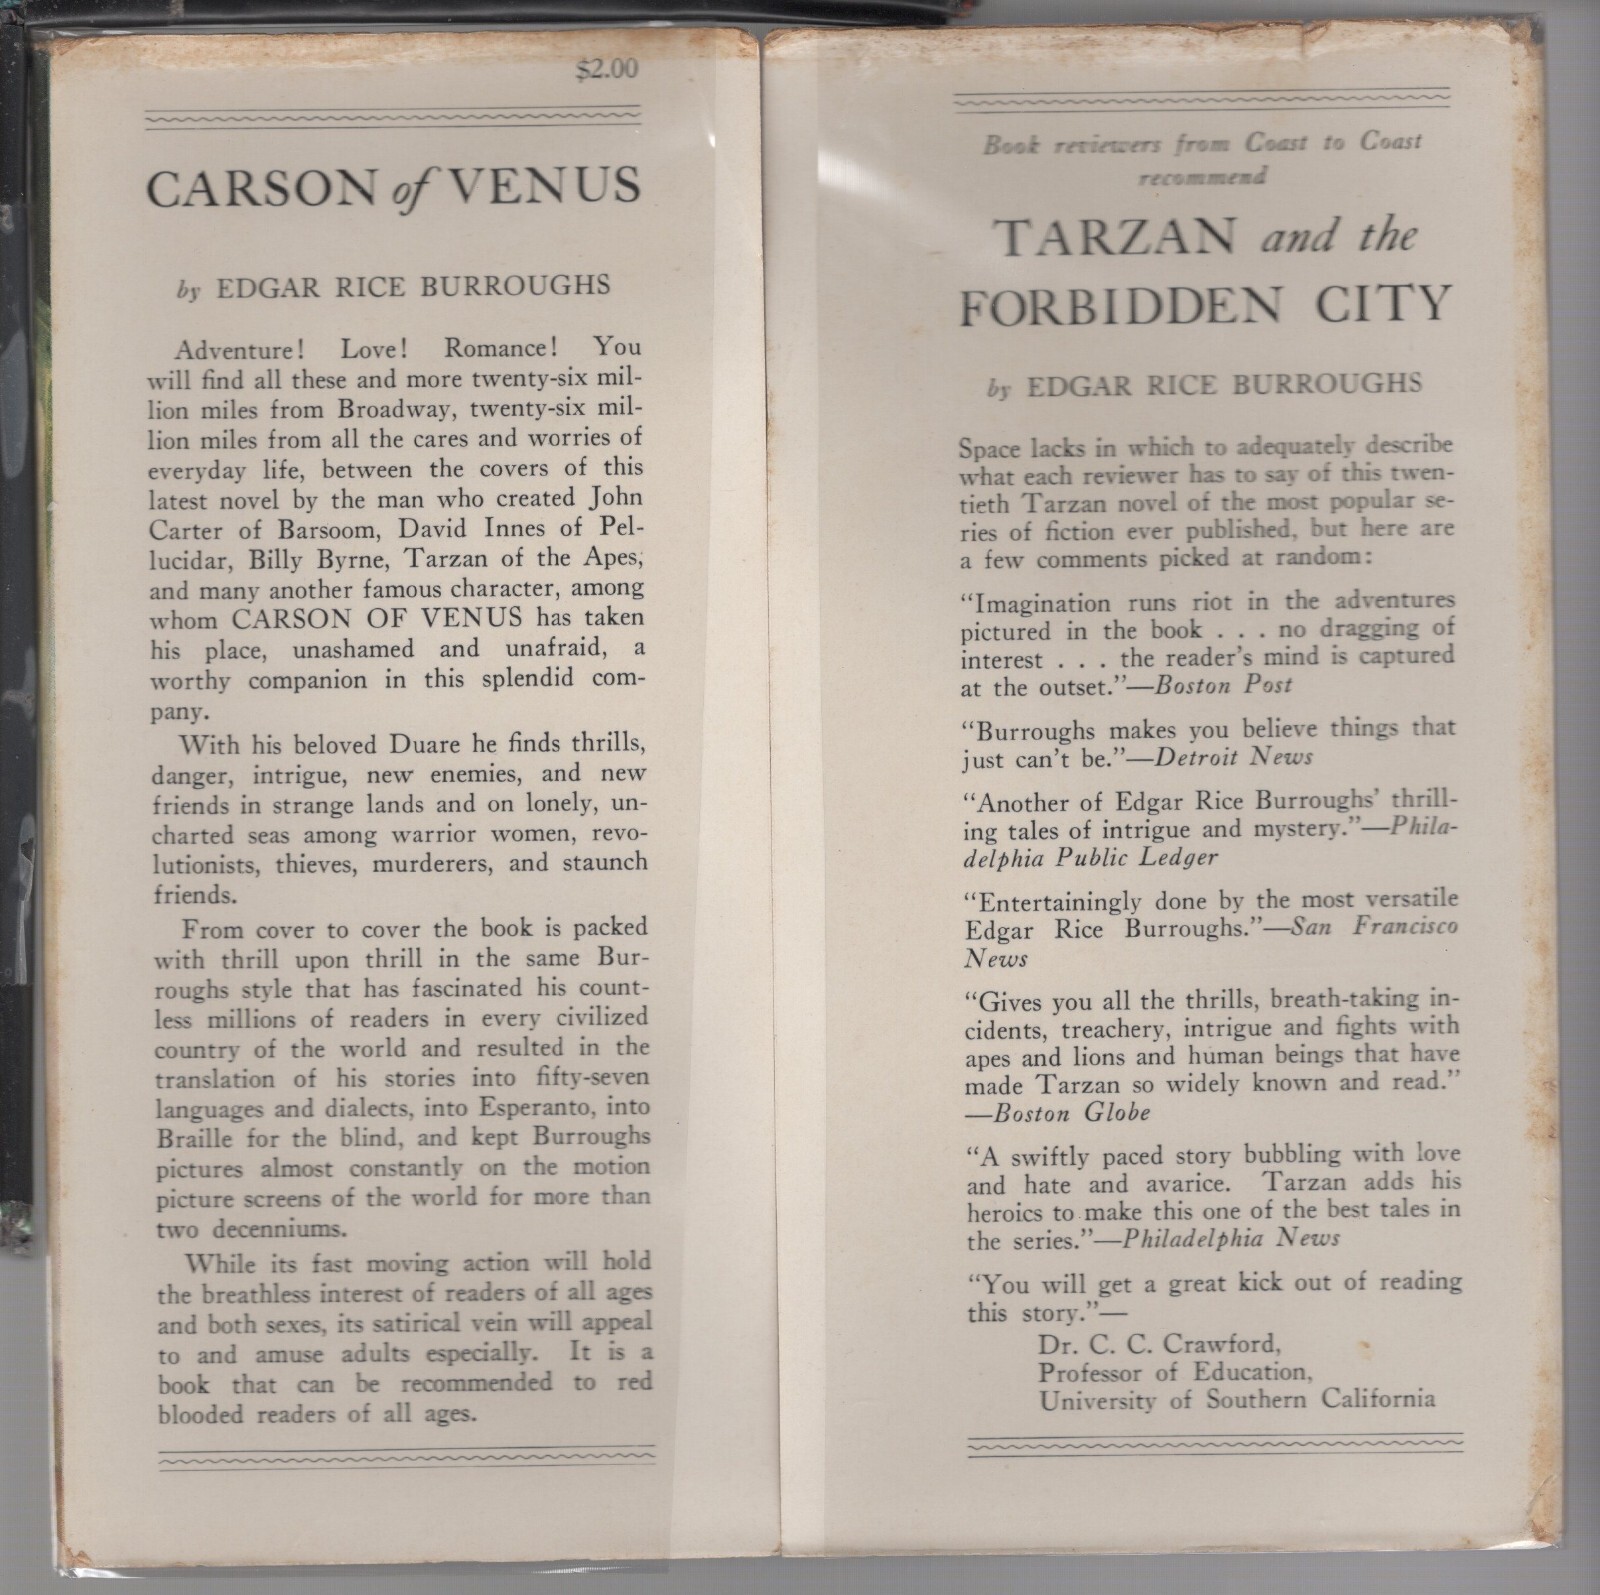 $2.00
CARSON of VENUS
by EDGAR RICE BURROUGHS
Adventure! Love! Romance! You
will find all these and more twenty-six mil-
lion miles from Broadway, twenty-six mil-
lion miles from all the cares and worries of
everyday life, between the covers of this
latest novel by the man who created John
Carter of Barsoom, David Innes of Pel-
lucidar, Billy Byrne, Tarzan of the Apes,
and many another famous character, among
whom CARSON OF VENUS has taken
his place, unashamed and unafraid, a
worthy companion in this splendid com-
pany.
With his beloved Duare he finds thrills,
danger, intrigue, new enemies, and new
friends in strange lands and on lonely, un-
charted seas among warrior women, revo-
lutionists, thieves, murderers, and staunch
friends.
From cover to cover the book is packed
with thrill upon thrill in the same Bur-
roughs style that has fascinated his count-
less millions of readers in every civilized
country of the world and resulted in the
translation of his stories into fifty-seven
languages and dialects, into Esperanto, into
Braille for the blind, and kept Burroughs
pictures almost constantly on the motion
picture screens of the world for more than
two decenniums.
While its fast moving action will hold
the breathless interest of readers of all ages
and both sexes, its satirical vein will appeal
to and amuse adults especially. It is a
book that can be recommended to red
blooded readers of all ages.
Book reviewers from Coast to Coast
recommend
TARZAN and the
FORBIDDEN CITY
by EDGAR RICE BURROUGHS
Space lacks in which to adequately describe
what each reviewer has to say of this twen-
tieth Tarzan novel of the most popular se-
ries of fiction ever published, but here are
a few comments picked at random:
“Imagination runs riot in the adventures
pictured in the book . . . no dragging of
interest . . . the reader’s mind is captured
at the outset.”—Boston Post
“Burroughs makes you believe things that
just can’t be.”—Detroit News
“Another of Edgar Rice Burroughs’ thrill-
ing tales of intrigue and mystery.”—Phila-
delphia Public Ledger
“Entertainingly done by the most versatile
Edgar Rice Burroughs.”—San Francisco
News
“Gives you all the thrills, breath-taking in-
cidents, treachery, intrigue and fights with
apes and lions and human beings that have
made Tarzan so widely known and read.”
—Boston Globe
“A swiftly paced story bubbling with love
and hate and avarice. Tarzan adds his
heroics to make this one of the best tales in
the series.”—Philadelphia News
“You will get a great kick out of reading
this story.”—
Dr. C. C. Crawford,
Professor of Education,
University of Southern California